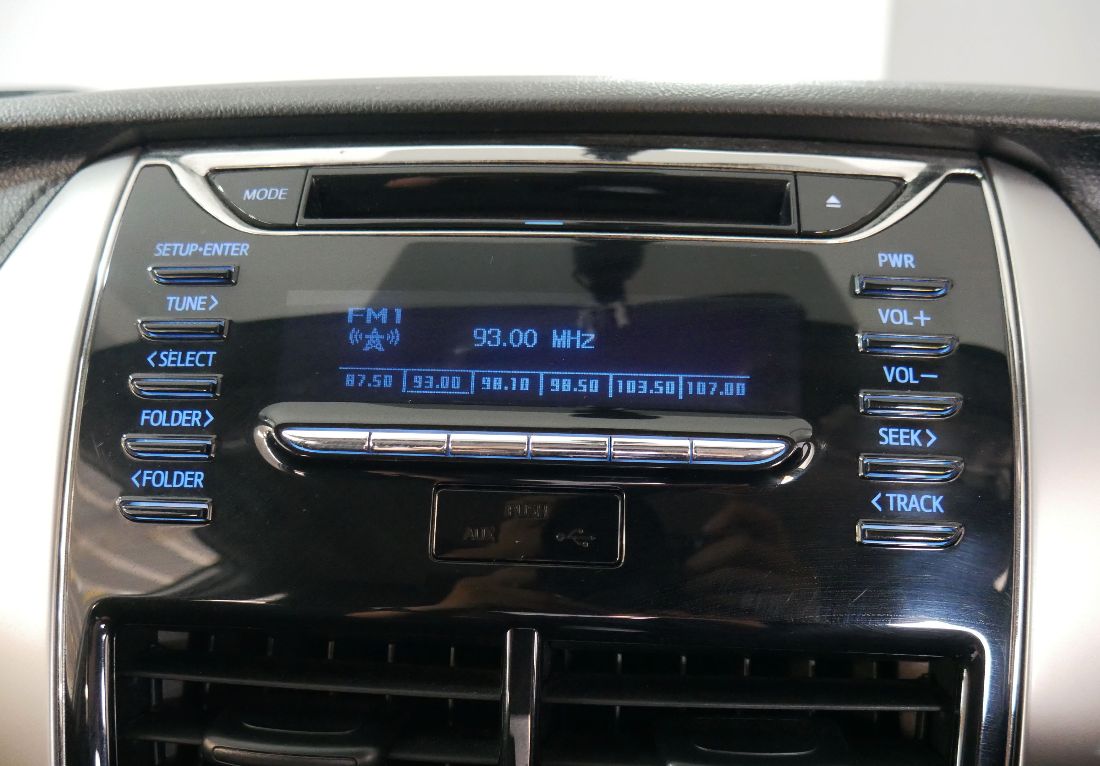 MODE
SETUP•ENTER
TUNE>
<SELECT
FOLDER>
<FOLDER
FM1
93.00 MHz
87.50 93.00 98.10 98.50 103.50 107.00
PUSH
AUX
PWR
VOL+
VOL−
SEEK>
<TRACK